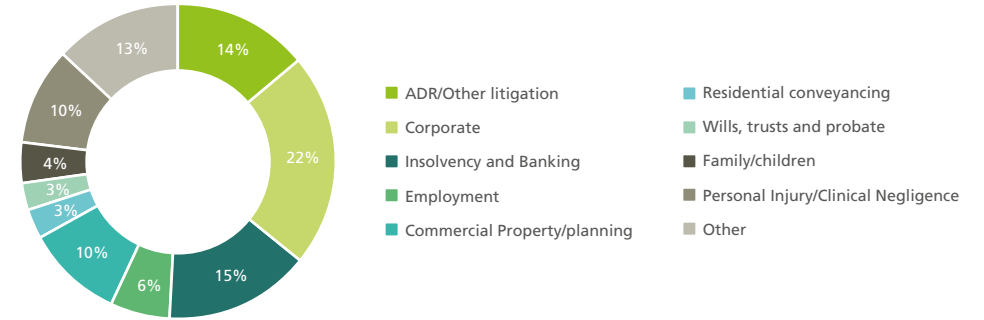 14%
22%
15%
6%
10%
3%
3%
4%
10%
13%
ADR/Other litigation
Corporate
Insolvency and Banking
Employment
Commercial Property/planning
Residential conveyancing
Wills, trusts and probate
Family/children
Personal Injury/Clinical Negligence
Other